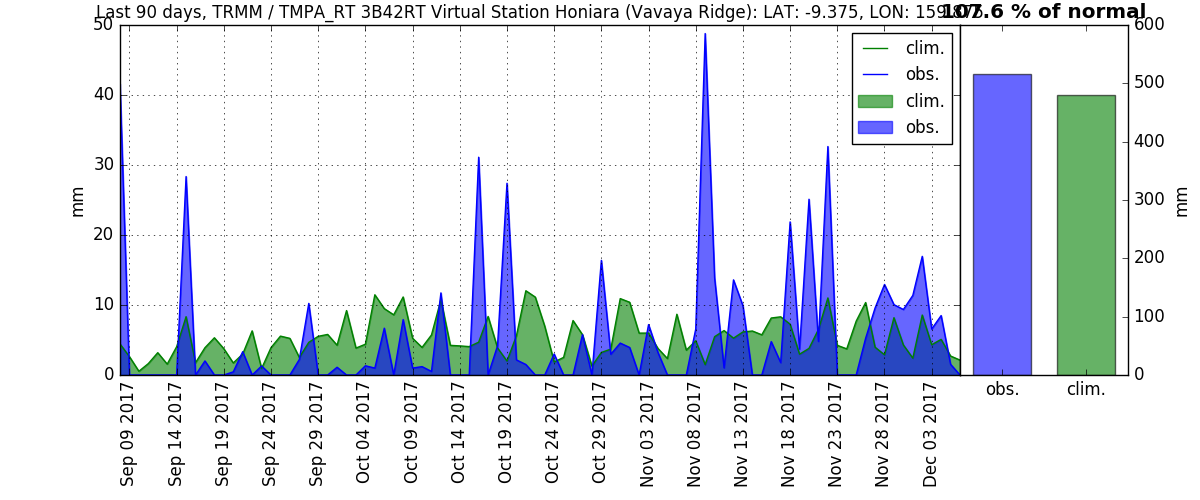 Last 90 days, TRMM / TMPA_RT 3B42RT Virtual Station Honiara (Vavaya Ridge): LAT: -9.375, LON:
107.6 % of normal
50
40
30
20
10
0
mm
clim.
obs.
clim.
obs.
600
500
400
300
200
100
0
mm
obs.
clim.
Sep 09 2017
Sep 14 2017
Sep 19 2017
Sep 24 2017
Sep 29 2017
Oct 04 2017
Oct 09 2017
Oct 14 2017
Oct 19 2017
Oct 24 2017
Oct 29 2017
Nov 03 2017
Nov 08 2017
Nov 13 2017
Nov 18 2017
Nov 23 2017
Nov 28 2017
Dec 03 2017